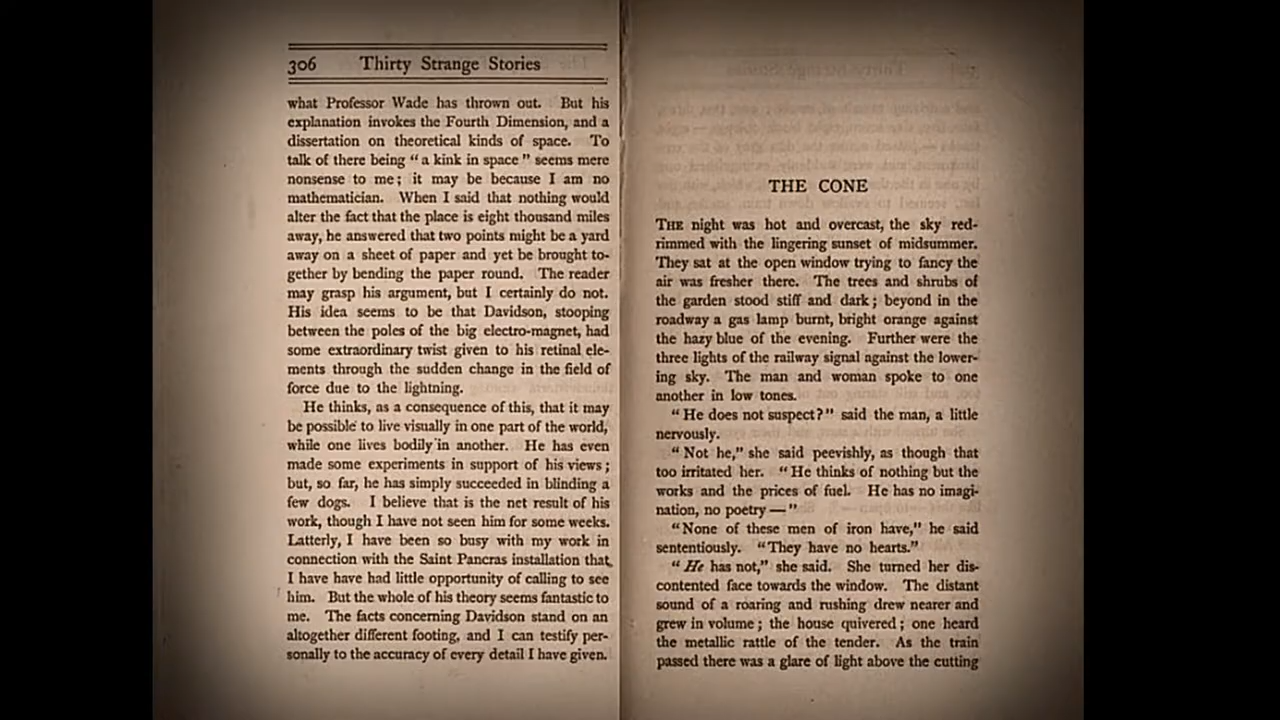 306 Thirty Strange Stories
what Professor Wade has thrown out. But his
explanation invokes the Fourth Dimension, and a
dissertation on theoretical kinds of space. To
talk of there being “a kink in space” seems mere
nonsense to me; it may be because I am no
mathematician. When I said that nothing would
alter the fact that the place is eight thousand miles
away, he answered that two points might be a yard
away on a sheet of paper and yet be brought to-
gether by bending the paper round. The reader
may grasp his argument, but I certainly do not.
His idea seems to be that Davidson, stooping
between the poles of the big electro-magnet, had
some extraordinary twist given to his retinal ele-
ments through the sudden change in the field of
force due to the lightning.
He thinks, as a consequence of this, that it may
be possible to live visually in one part of the world,
while one lives bodily in another. He has even
made some experiments in support of his views;
but, so far, he has simply succeeded in blinding a
few dogs. I believe that is the net result of his
work, though I have not seen him for some weeks.
Latterly, I have been so busy with my work in
connection with the Saint Pancras installation that
I have have had little opportunity of calling to see
him. But the whole of his theory seems fantastic to
me. The facts concerning Davidson stand on an
altogether different footing, and I can testify per-
sonally to the accuracy of every detail I have given.
THE CONE
THE night was hot and overcast, the sky red-
rimmed with the lingering sunset of midsummer.
They sat at the open window trying to fancy the
air was fresher there. The trees and shrubs of
the garden stood stiff and dark; beyond in the
roadway a gas lamp burnt, bright orange against
the hazy blue of the evening. Further were the
three lights of the railway signal against the lower-
ing sky. The man and woman spoke to one
another in low tones.
“He does not suspect?” said the man, a little
nervously.
“Not he,” she said peevishly, as though that
too irritated her. “He thinks of nothing but the
works and the prices of fuel. He has no imagi-
nation, no poetry—”
“None of these men of iron have,” he said
sententiously. “They have no hearts.”
“He has not,” she said. She turned her dis-
contented face towards the window. The distant
sound of a roaring and rushing drew nearer and
grew in volume; the house quivered; one heard
the metallic rattle of the tender. As the train
passed there was a glare of light above the cutting